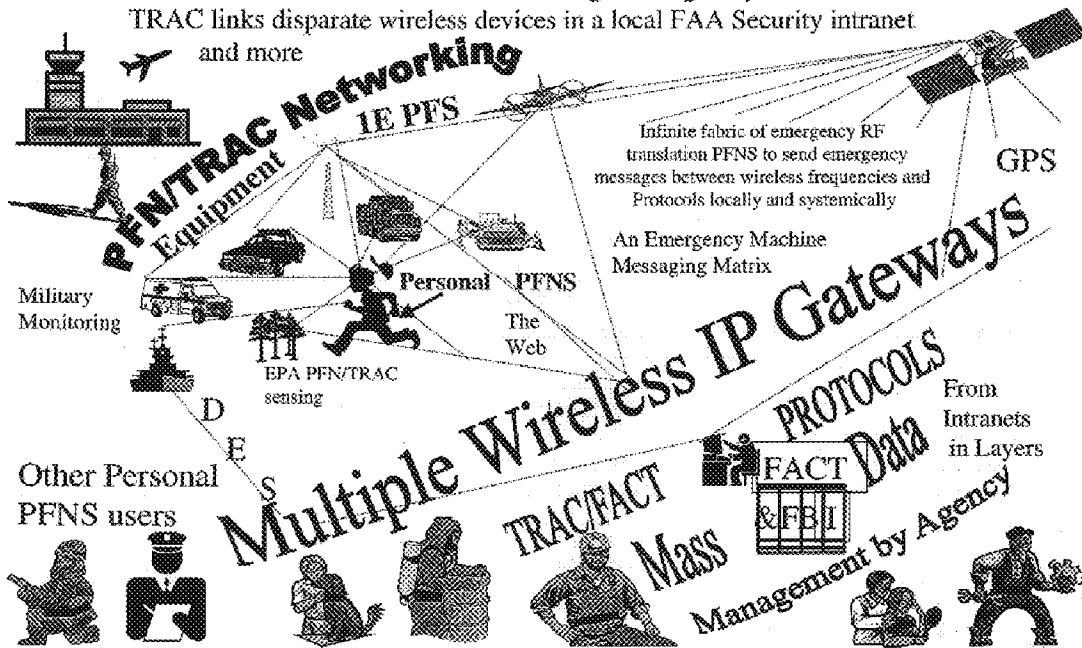 TRAC links disparate wireless devices in a local FAA Security intranet
and more
PFN/TRAC Networking
Equipment
1E PFS
Infinite fabric of emergency RF
translation PFNS to send emergency
messages between wireless frequencies and
Protocols locally and systemically
GPS
An Emergency Machine
Messaging Matrix
Personal PFNS
Military
Monitoring
The
Web
EPA PFN/TRAC
sensing
D
E
S
Multiple Wireless IP Gateways
Other Personal
PFNS users
TRAC/FACT
PROTOCOLS
Mass
Data
FACT
& FBI
From
Intranets
in Layers
Management by Agency